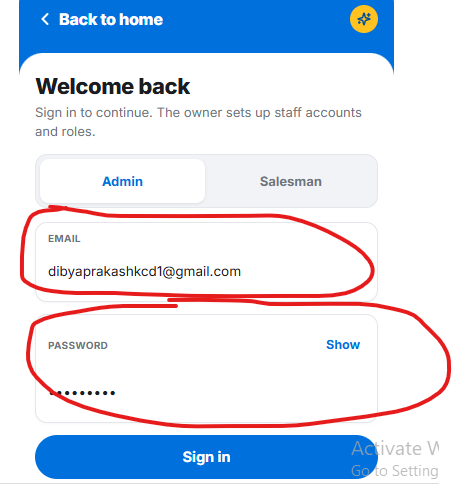 Back to home
Welcome back
Sign in to continue. The owner sets up staff accounts
and roles.
Admin Salesman
EMAIL
dibyaprakashkcd1@gmail.com
PASSWORD Show
•••••••••
Sign in
Activate W
Go to Setting